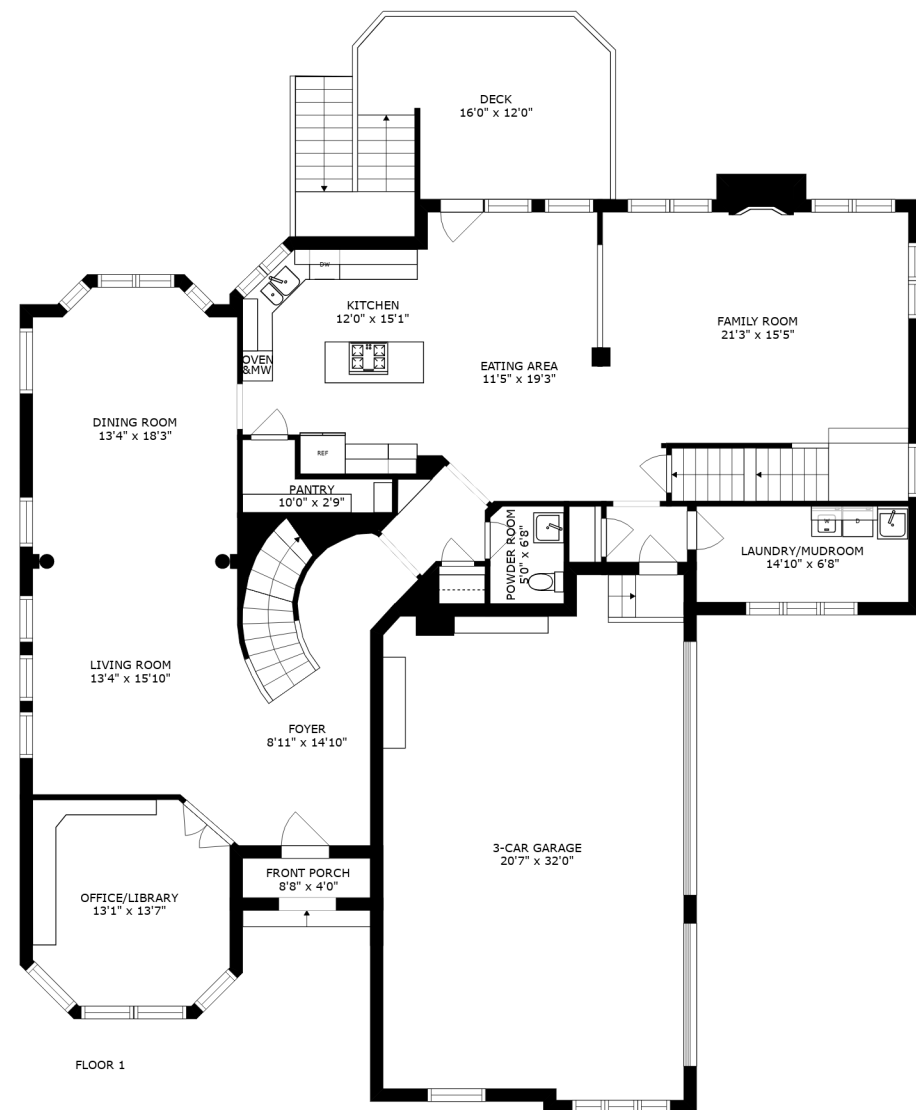 DECK
16'0" x 12'0"
DW
KITCHEN
12'0" x 15'1"
FAMILY ROOM
21'3" x 15'5"
OVEN
&MW
EATING AREA
11'5" x 19'3"
DINING ROOM
13'4" x 18'3"
REF
PANTRY
10'0" x 2'9"
POWDER ROOM
5'0" x 6'8"
W
D
LAUNDRY/MUDROOM
14'10" x 6'8"
LIVING ROOM
13'4" x 15'10"
FOYER
8'11" x 14'10"
3-CAR GARAGE
20'7" x 32'0"
FRONT PORCH
8'8" x 4'0"
OFFICE/LIBRARY
13'1" x 13'7"
FLOOR 1